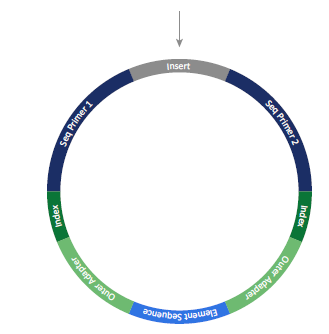 Insert
Seq Primer 1
Seq Primer 2
Index
Index
Outer Adapter
Outer Adapter
Element Sequence